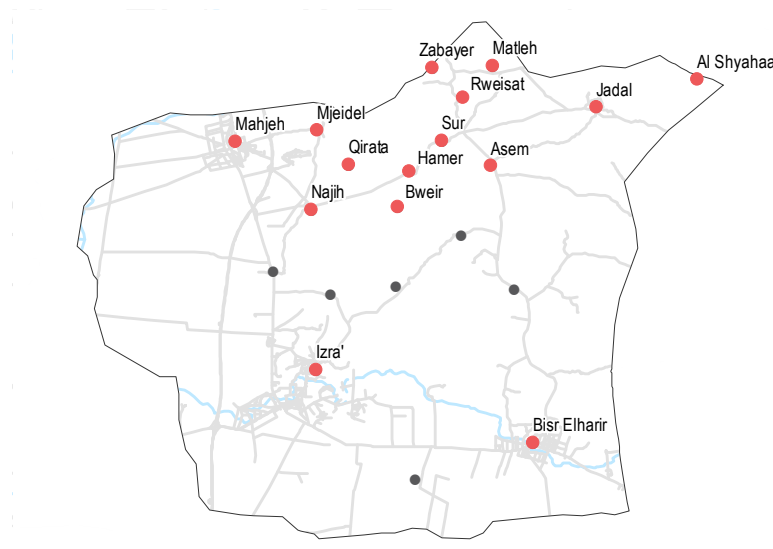 Matleh
Zabayer
Al Shyahaa
Rweisat
Jadal
Mjeidel
Sur
Mahjeh
Qirata
Hamer
Asem
Najih
Bweir
Izra'
Bisr Elharir